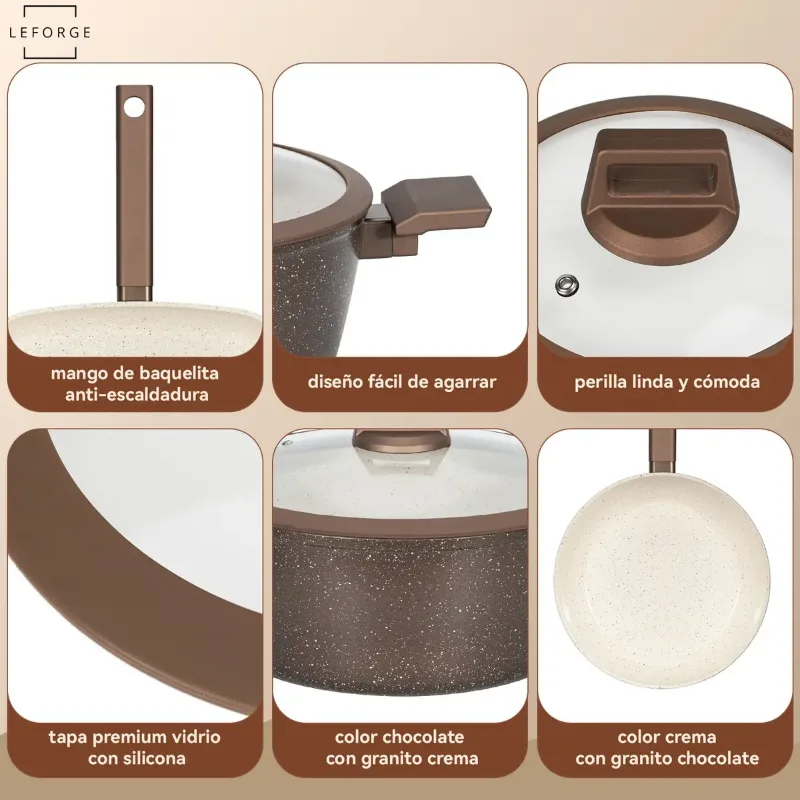 LEFORGE
mango de baquelita
anti-escaldadura
diseño fácil de agarrar
perilla linda y cómoda
tapa premium vidrio
con silicona
color chocolate
con granito crema
color crema
con granito chocolate